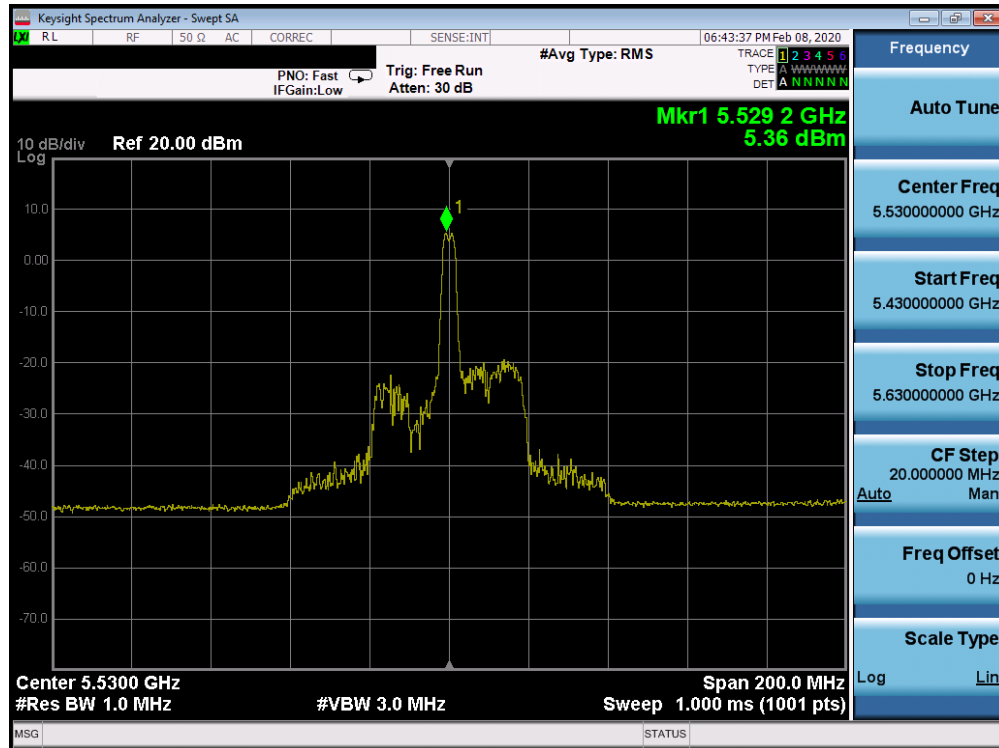 Keysight Spectrum Analyzer - Swept SA
LXI RL RF 50 Ω AC CORREC SENSE:INT 06:43:37 PM Feb 08, 2020
#Avg Type: RMS TRACE 1 2 3 4 5 6
PNO: Fast Trig: Free Run TYPE A WWWWW
IFGain:Low Atten: 30 dB DET A N N N N N
Mkr1 5.529 2 GHz
5.36 dBm
10 dB/div Ref 20.00 dBm
Log
1
10.0
0.00
-10.0
-20.0
-30.0
-40.0
-50.0
-60.0
-70.0
Center 5.5300 GHz Span 200.0 MHz
#Res BW 1.0 MHz #VBW 3.0 MHz Sweep 1.000 ms (1001 pts)
MSG STATUS
Frequency
Auto Tune
Center Freq
5.530000000 GHz
Start Freq
5.430000000 GHz
Stop Freq
5.630000000 GHz
CF Step
20.000000 MHz
Auto Man
Freq Offset
0 Hz
Scale Type
Log Lin